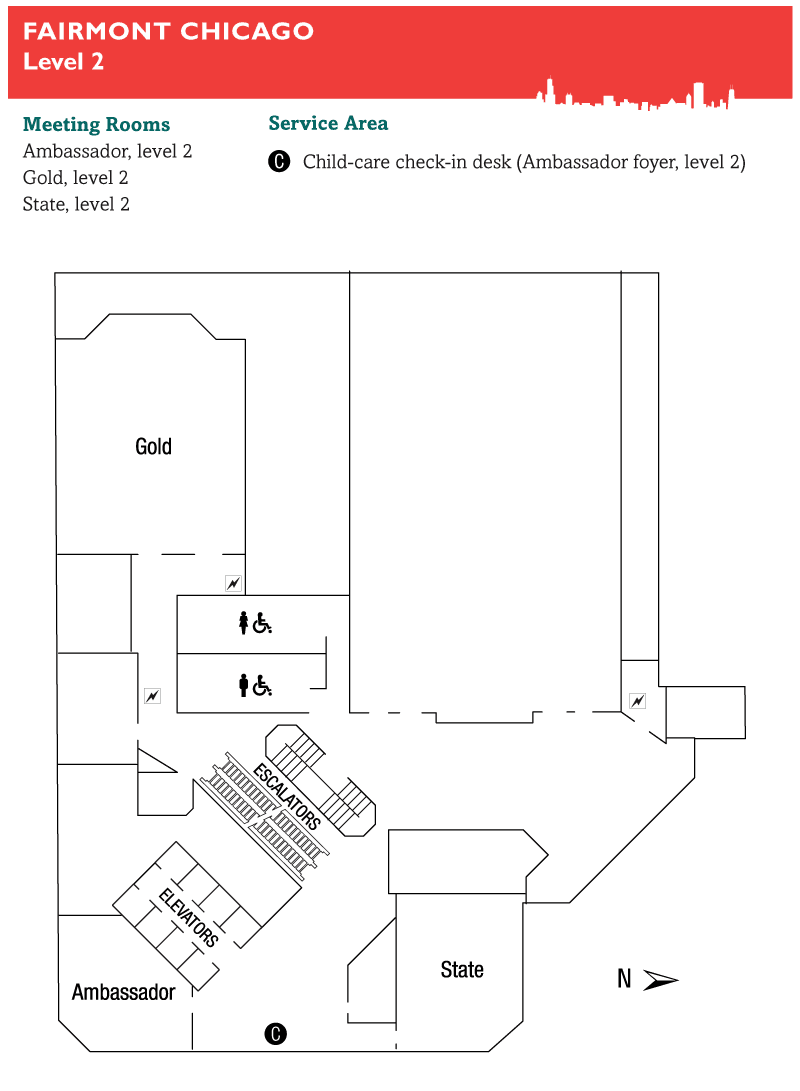 FAIRMONT CHICAGO
Level 2
Meeting Rooms
Ambassador, level 2
Gold, level 2
State, level 2
Service Area
C Child-care check-in desk (Ambassador foyer, level 2)
Gold
ESCALATORS
ELEVATORS
State
Ambassador
N
C